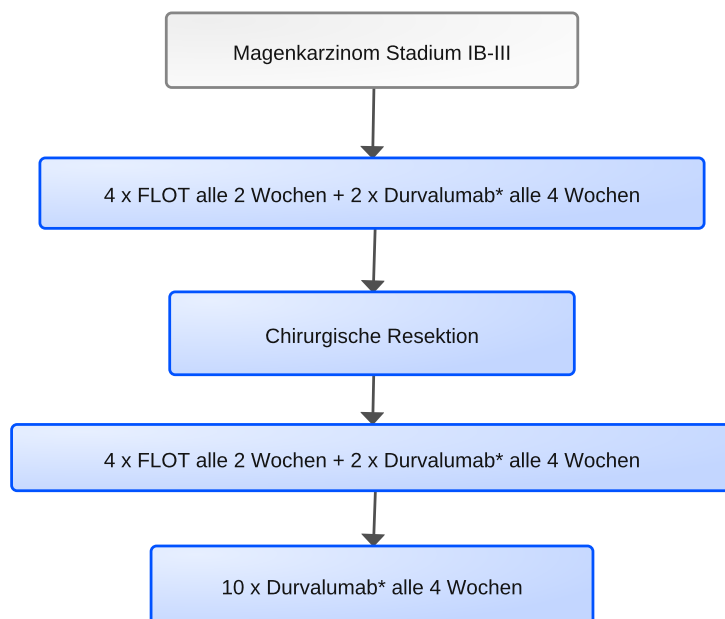 Magenkarzinom Stadium IB-III
4 x FLOT alle 2 Wochen + 2 x Durvalumab* alle 4 Wochen
Chirurgische Resektion
4 x FLOT alle 2 Wochen + 2 x Durvalumab* alle 4 Wochen
10 x Durvalumab* alle 4 Wochen